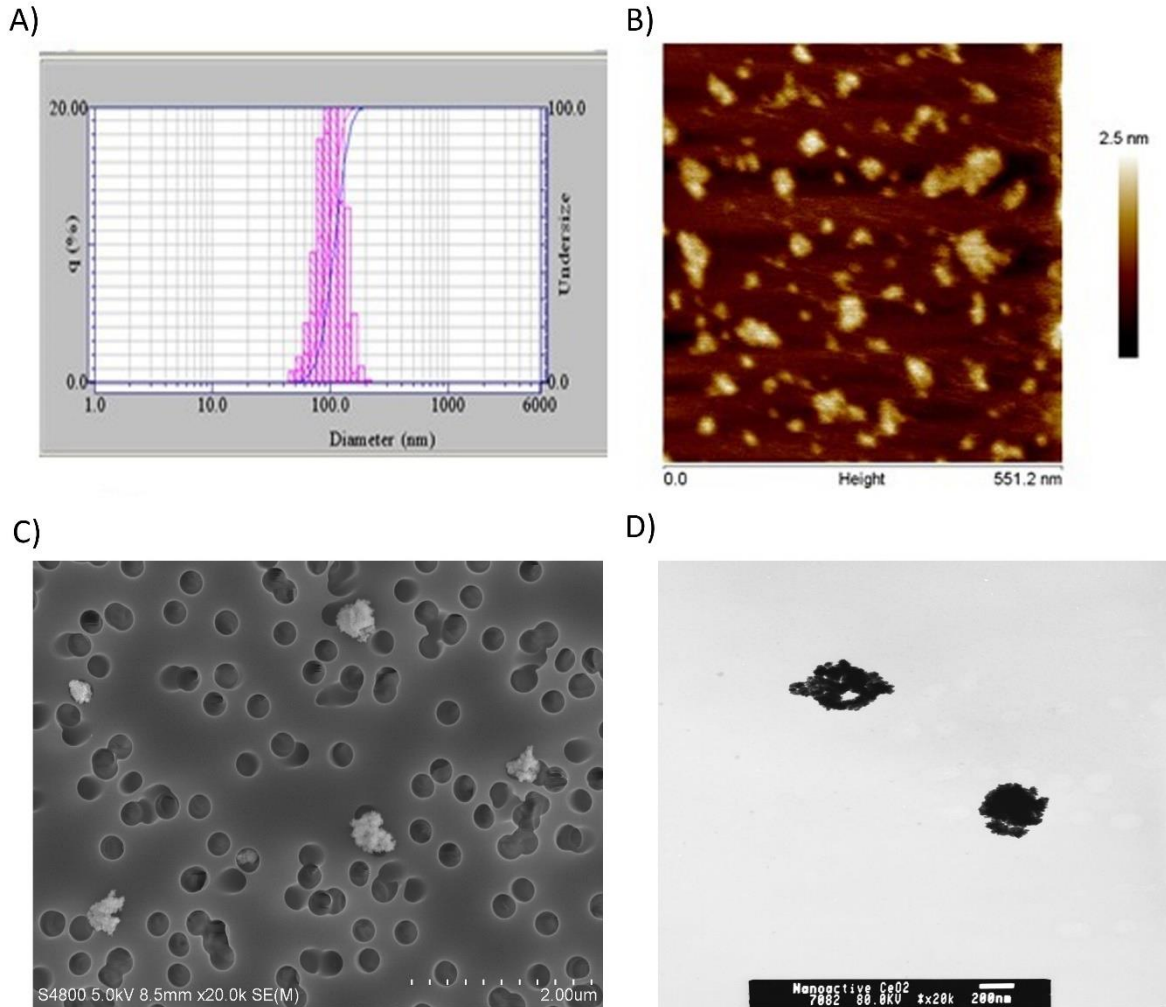 A)
20.00
q (%)
0.0
100.0
Undersize
0.0
1.0 10.0 100.0 1000 6000
Diameter (nm)
B)
2.5 nm
0.0 Height 551.2 nm
C)
S4800 5.0kV 8.5mm x20.0k SE(M) 2.00um
D)
Nanoactive CeO2
7082 80.0KV *x20k 200nm